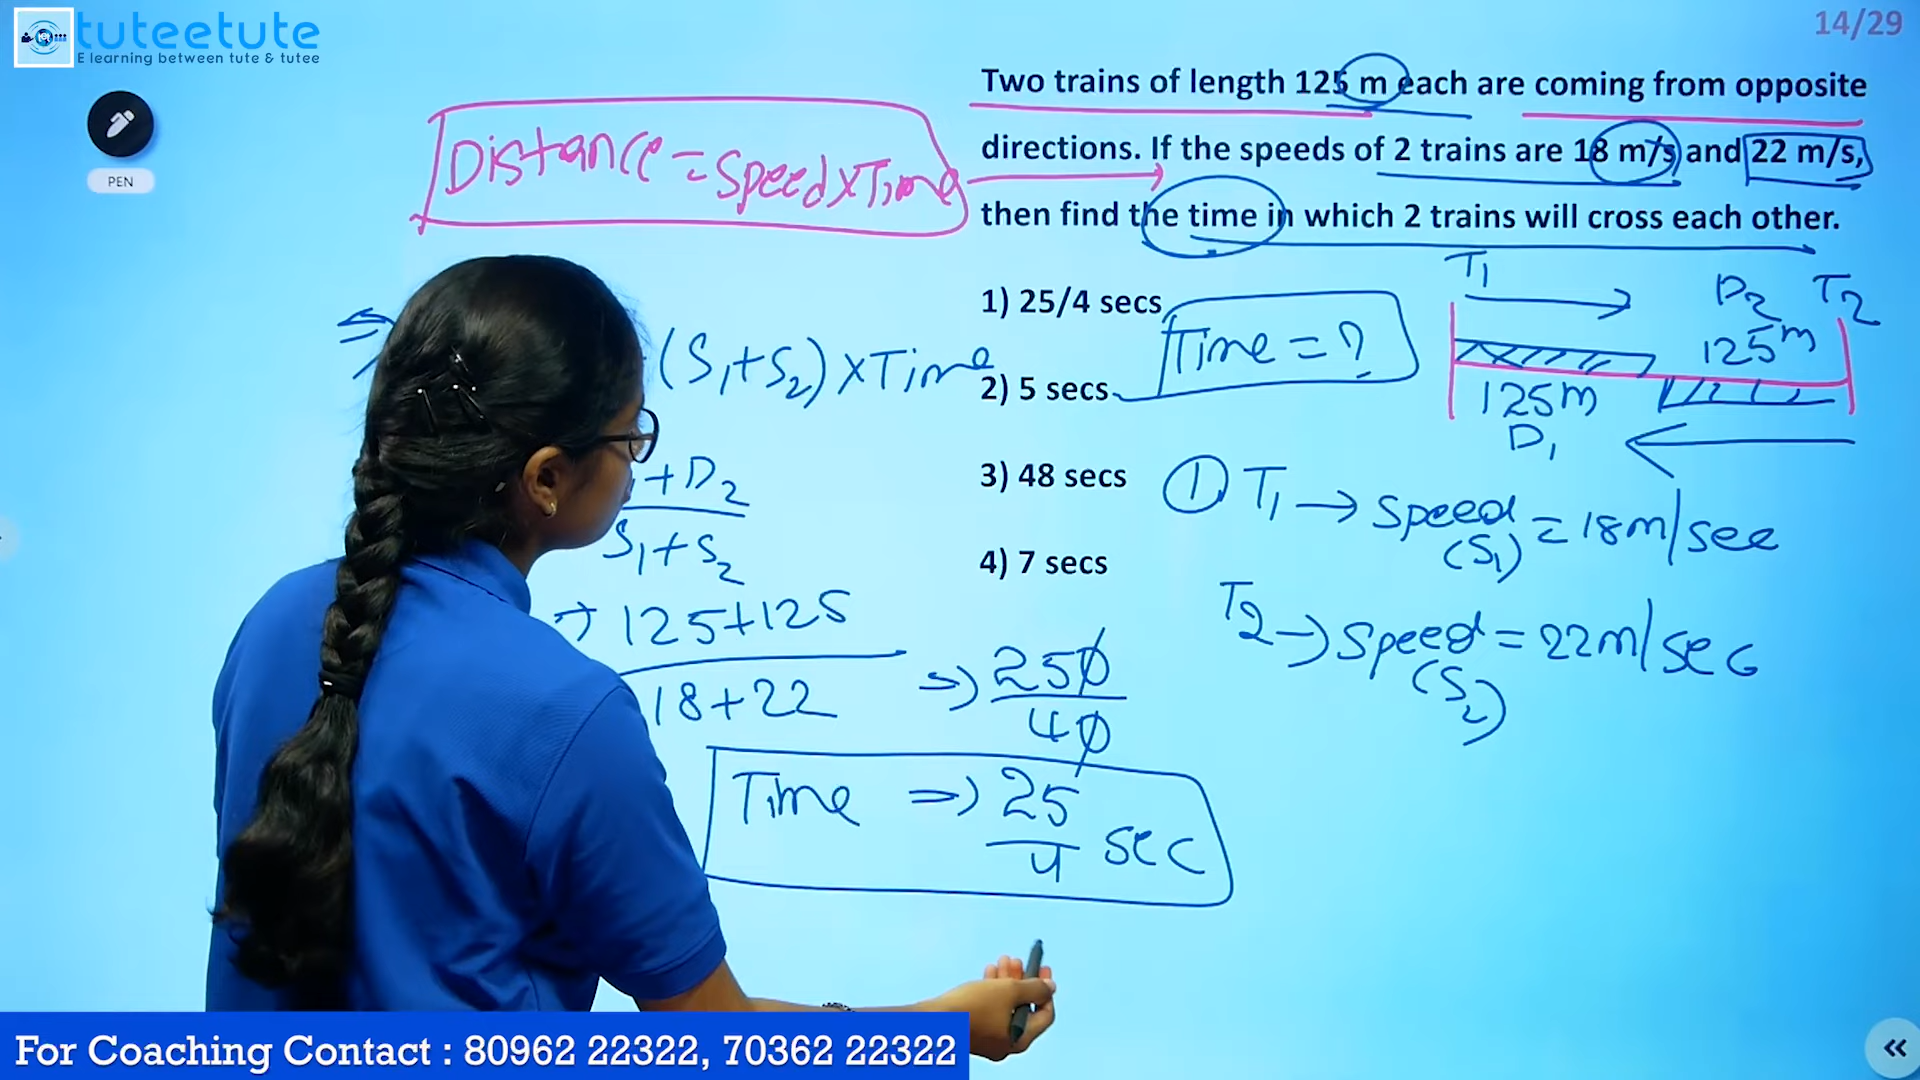 tuteetute
E learning between tute & tutee
14/29
PEN
Two trains of length 125 m each are coming from opposite
directions. If the speeds of 2 trains are 18 m/s and 22 m/s,
then find the time in which 2 trains will cross each other.
Distance = Speed x Time
1) 25/4 secs
2) 5 secs
3) 48 secs
4) 7 secs
Time = ?
T1
D2 T2
125m
125m
D1
(S1+S2) x Time
+ D2
S1+S2
125+125
18+22
=> 250
40
Time => 25
4 sec
① T1 -> Speed = 18m/sec
(S1)
T2 -> Speed = 22m/sec
(S2)
For Coaching Contact : 80962 22322, 70362 22322